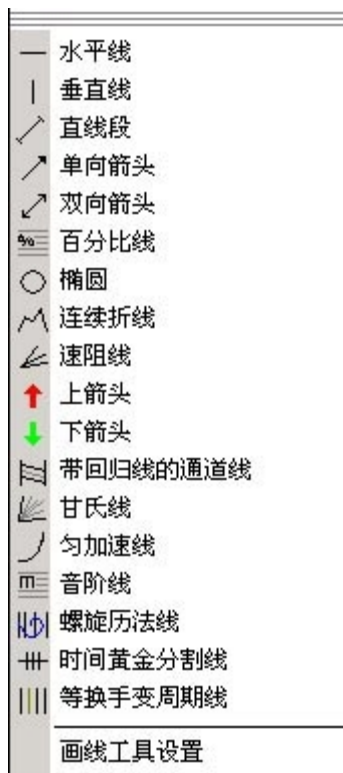 水平线
垂直线
直线段
单向箭头
双向箭头
百分比线
椭圆
连续折线
速阻线
上箭头
下箭头
带回归线的通道线
甘氏线
匀加速线
音阶线
螺旋历法线
时间黄金分割线
等换手变周期线
画线工具设置